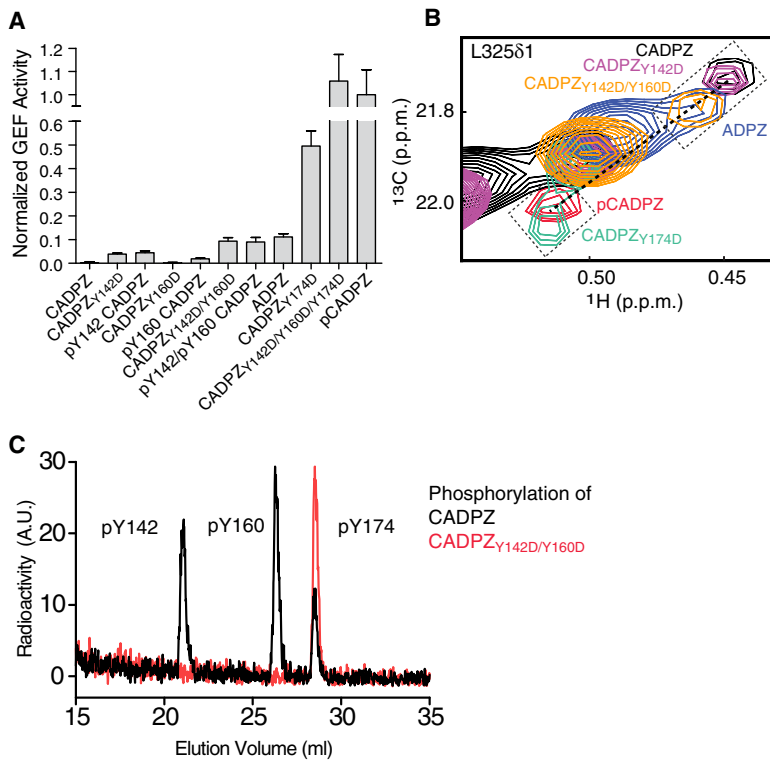 A
Normalized GEF Activity
1.2
1.1
1.0
0.9
0.6
0.5
0.4
0.3
0.2
0.1
0.0
CADPZ
CADPZY142D
pY142 CADPZ
CADPZY160D
pY160 CADPZ
CADPZY142D/Y160D
pY142/pY160 CADPZ
ADPZ
CADPZY174D
CADPZY142D/Y160D/Y174D
pCADPZ
B
L325δ1
CADPZ
CADPZY142D
CADPZY142D/Y160D
ADPZ
pCADPZ
CADPZY174D
13C (p.p.m.)
21.8
22.0
0.50
0.45
1H (p.p.m.)
C
Radioactivity (A.U.)
30
20
10
0
pY142
pY160
pY174
15
20
25
30
35
Elution Volume (ml)
Phosphorylation of
CADPZ
CADPZY142D/Y160D